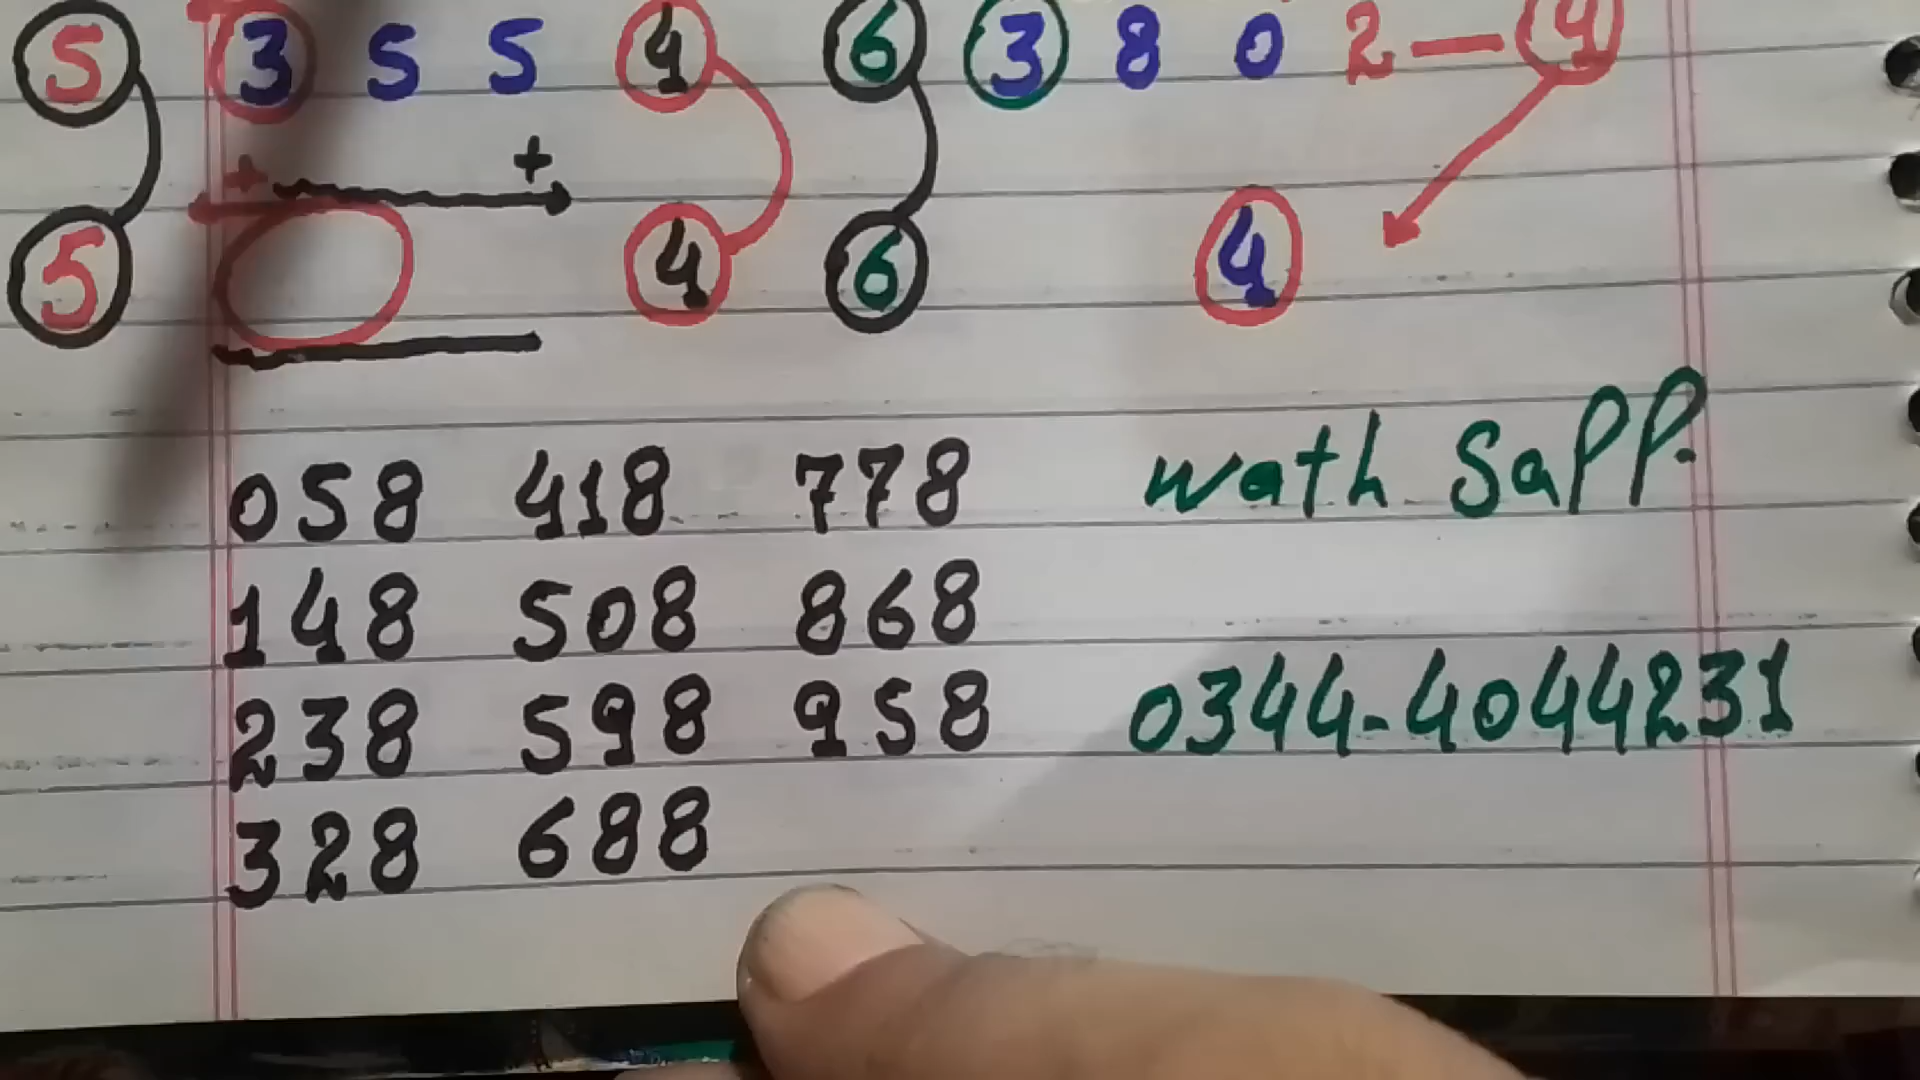 5 3 5 5 4 6 3 8 0 2 — 4
+ +
5 4 6 4
058 418 778 wath Sapp.
148 508 868
238 598 958 0344-4044231
328 688